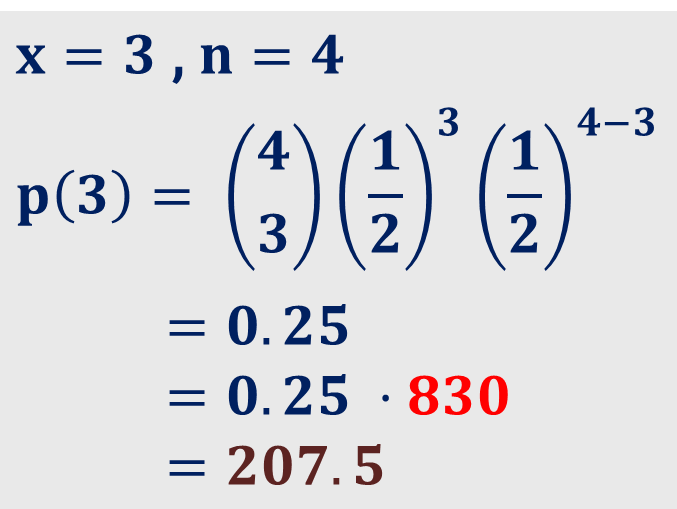 x = 3 , n = 4
p(3) = (4 3) (1/2)^3 (1/2)^4−3
= 0.25
= 0.25 · 830
= 207.5